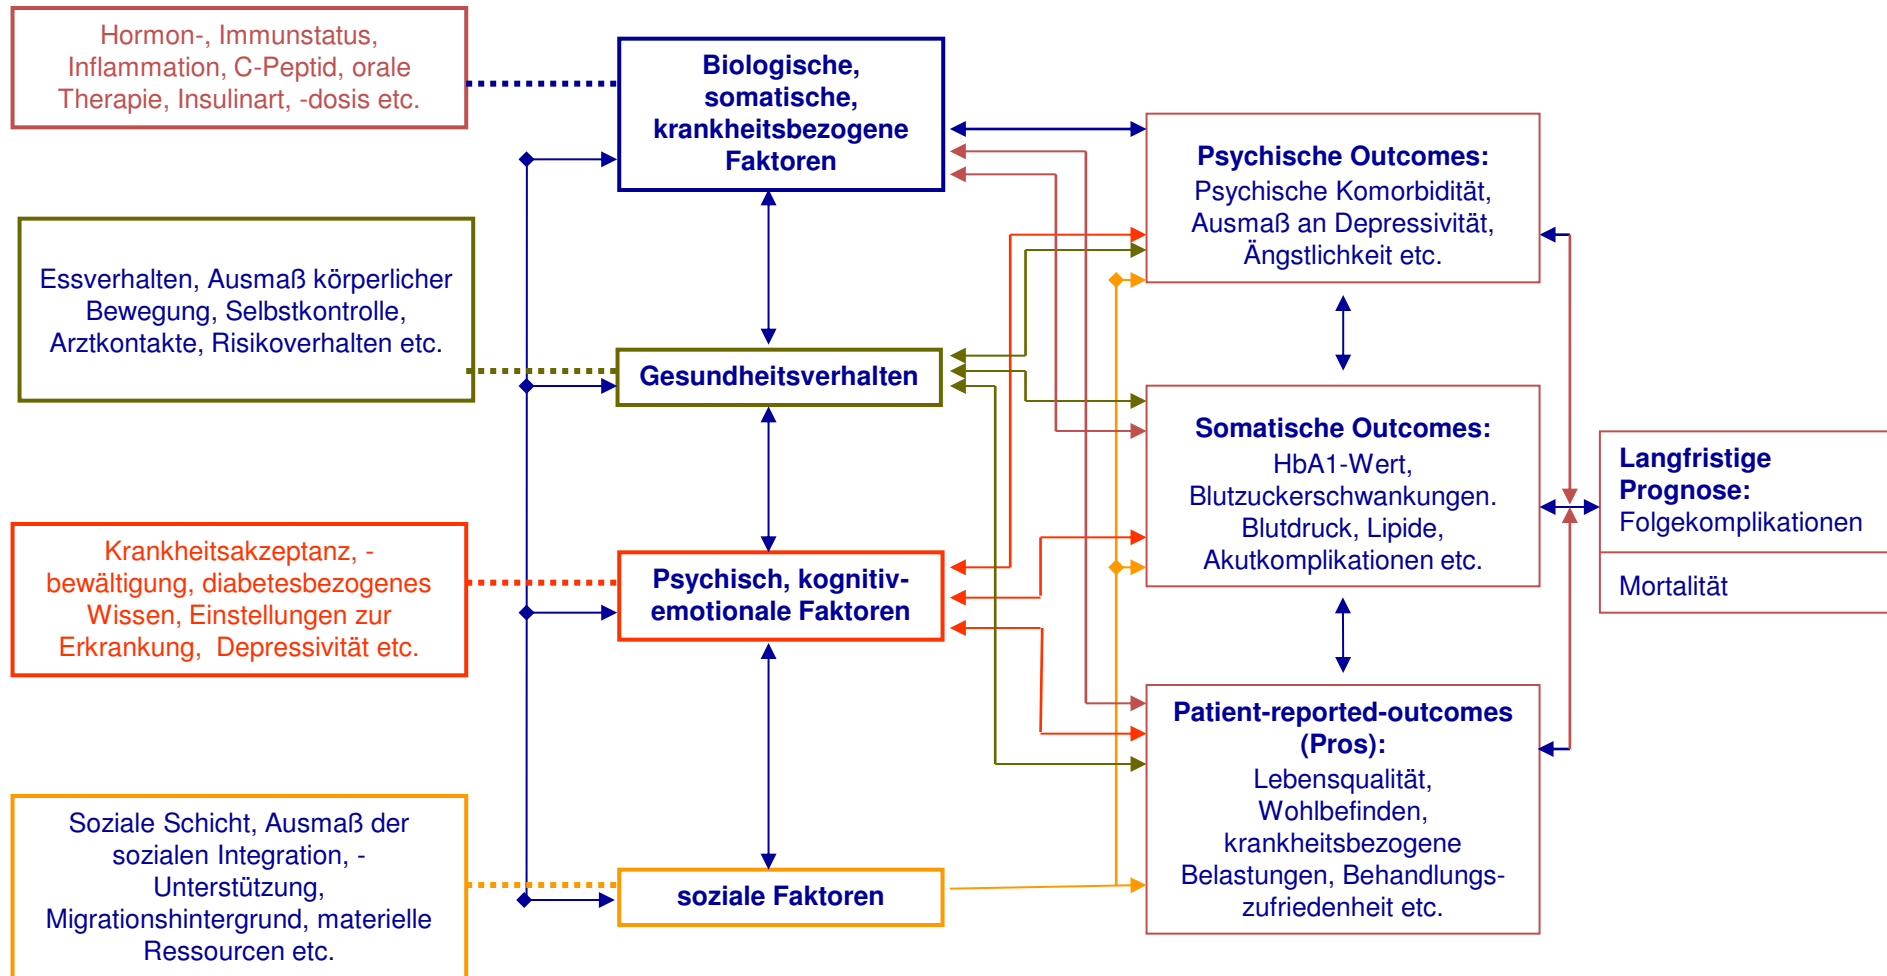 Hormon-, Immunstatus,
Inflammation, C-Peptid, orale
Therapie, Insulinart, -dosis etc.
Biologische,
somatische,
krankheitsbezogene
Faktoren
Psychische Outcomes:
Psychische Komorbidität,
Ausmaß an Depressivität,
Ängstlichkeit etc.
Essverhalten, Ausmaß körperlicher
Bewegung, Selbstkontrolle,
Arztkontakte, Risikoverhalten etc.
Gesundheitsverhalten
Somatische Outcomes:
HbA1-Wert,
Blutzuckerschwankungen.
Blutdruck, Lipide,
Akutkomplikationen etc.
Langfristige
Prognose:
Folgekomplikationen
Mortalität
Krankheitsakzeptanz, -
bewältigung, diabetesbezogenes
Wissen, Einstellungen zur
Erkrankung, Depressivität etc.
Psychisch, kognitiv-
emotionale Faktoren
Patient-reported-outcomes
(Pros):
Lebensqualität,
Wohlbefinden,
krankheitsbezogene
Belastungen, Behandlungs-
zufriedenheit etc.
Soziale Schicht, Ausmaß der
sozialen Integration, -
Unterstützung,
Migrationshintergrund, materielle
Ressourcen etc.
soziale Faktoren